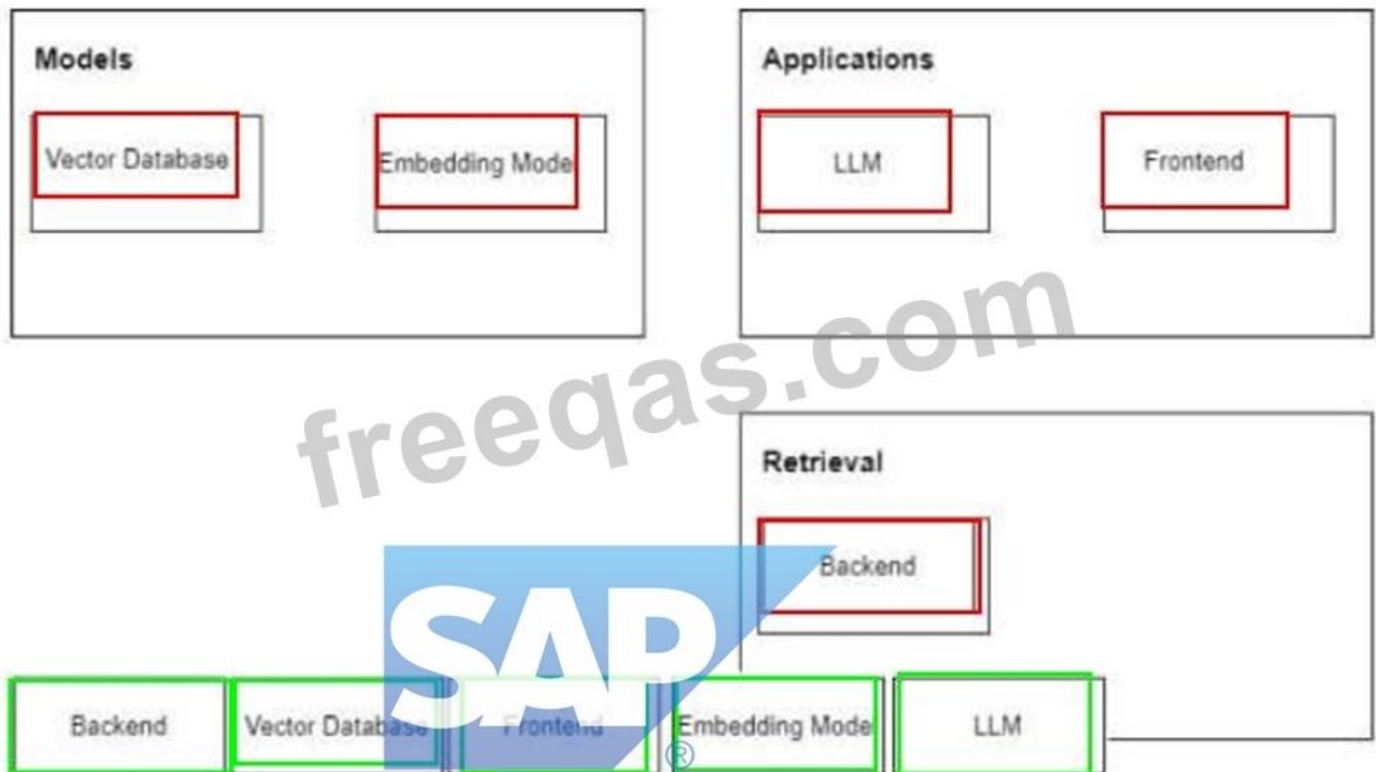 Models
Applications
Vector Database
Embedding Mode
LLM
Frontend
freeqas.com
Retrieval
Backend
SAP
Backend
Vector Database
Frontend
Embedding Mode
LLM
®